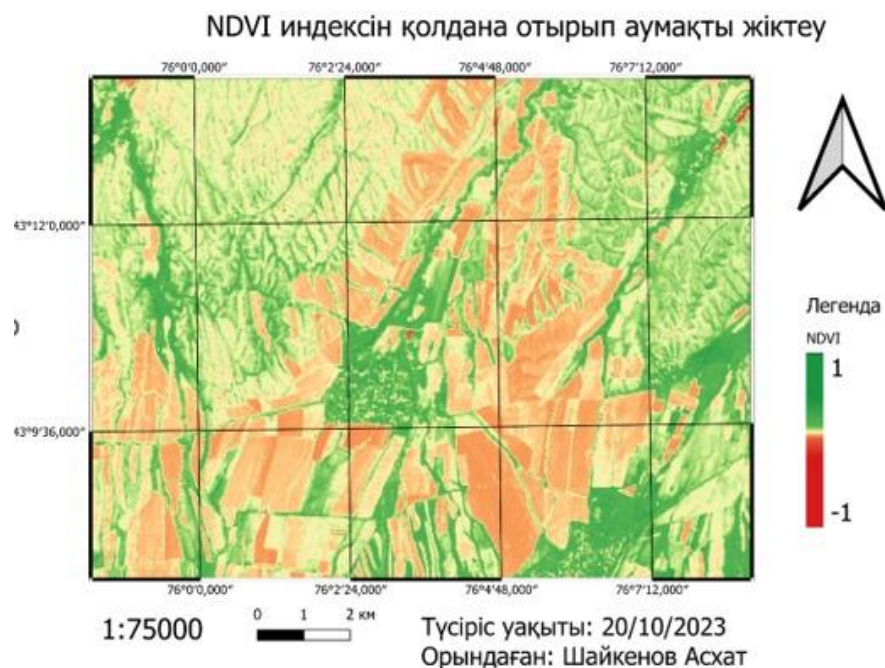 NDVI индексін қолдана отырып аумақты жіктеу
76°0'0,000" 76°2'24,000" 76°4'48,000" 76°7'12,000"
43°12'0,000"
Легенда
NDVI
1
43°9'36,000"
-1
76°0'0,000" 76°2'24,000" 76°4'48,000" 76°7'12,000"
1:75000
0 1 2 км
Түсіріс уақыты: 20/10/2023
Орындаған: Шайкенов Асхат